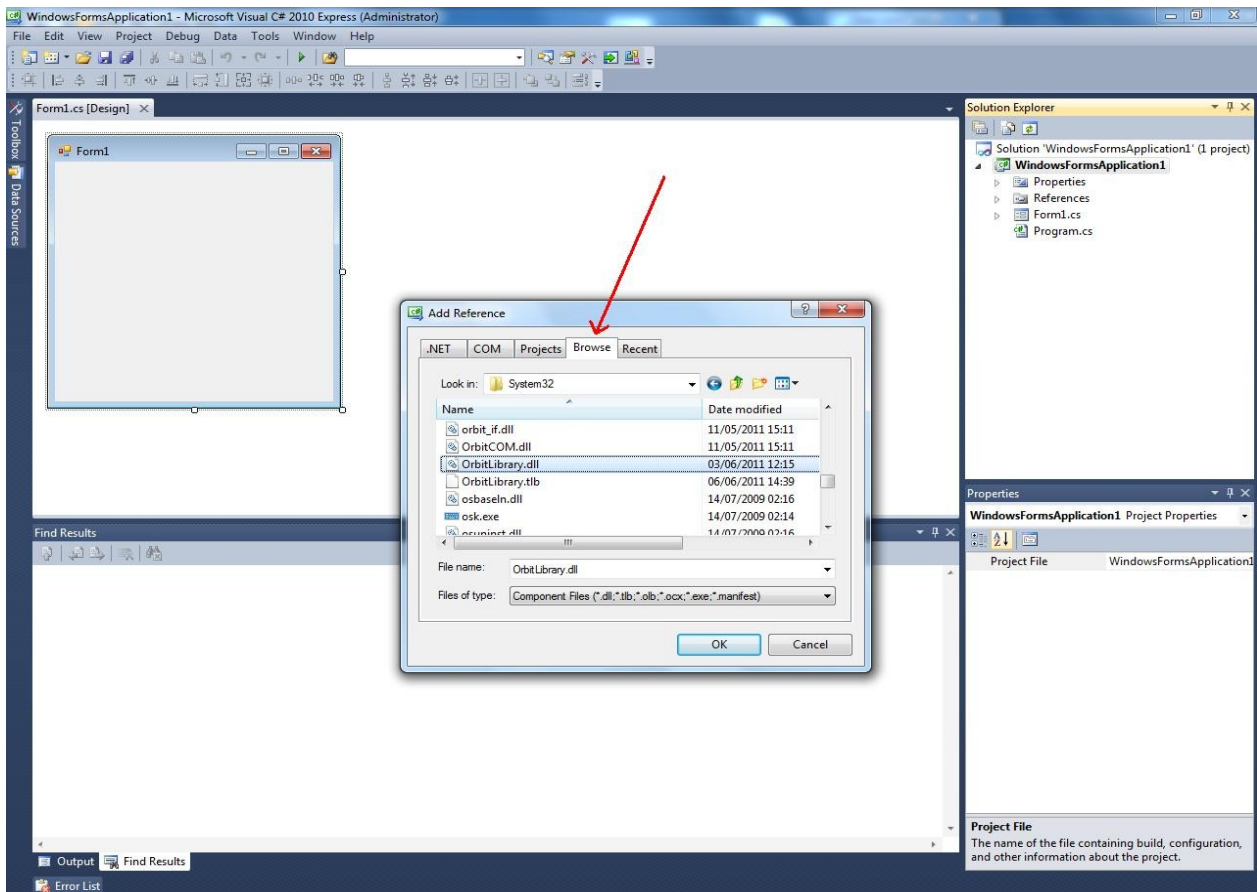 WindowsFormsApplication1 - Microsoft Visual C# 2010 Express (Administrator)
File Edit View Project Debug Data Tools Window Help
Toolbox
Data Sources
Form1.cs [Design]
Form1
Solution Explorer
Solution 'WindowsFormsApplication1' (1 project)
WindowsFormsApplication1
Properties
References
Form1.cs
Program.cs
Add Reference
.NET COM Projects Browse Recent
Look in: System32
Name Date modified
orbit_if.dll 11/05/2011 15:11
OrbitCOM.dll 11/05/2011 15:11
OrbitLibrary.dll 03/06/2011 12:15
OrbitLibrary.tlb 06/06/2011 14:39
osbaseln.dll 14/07/2009 02:16
osk.exe 14/07/2009 02:14
osuninst.dll 14/07/2009 02:16
File name: OrbitLibrary.dll
Files of type: Component Files (*.dll;*.tlb;*.olb;*.ocx;*.exe;*.manifest)
OK Cancel
Properties
WindowsFormsApplication1 Project Properties
Project File WindowsFormsApplication1
Project File
The name of the file containing build, configuration,
and other information about the project.
Find Results
Output Find Results
Error List